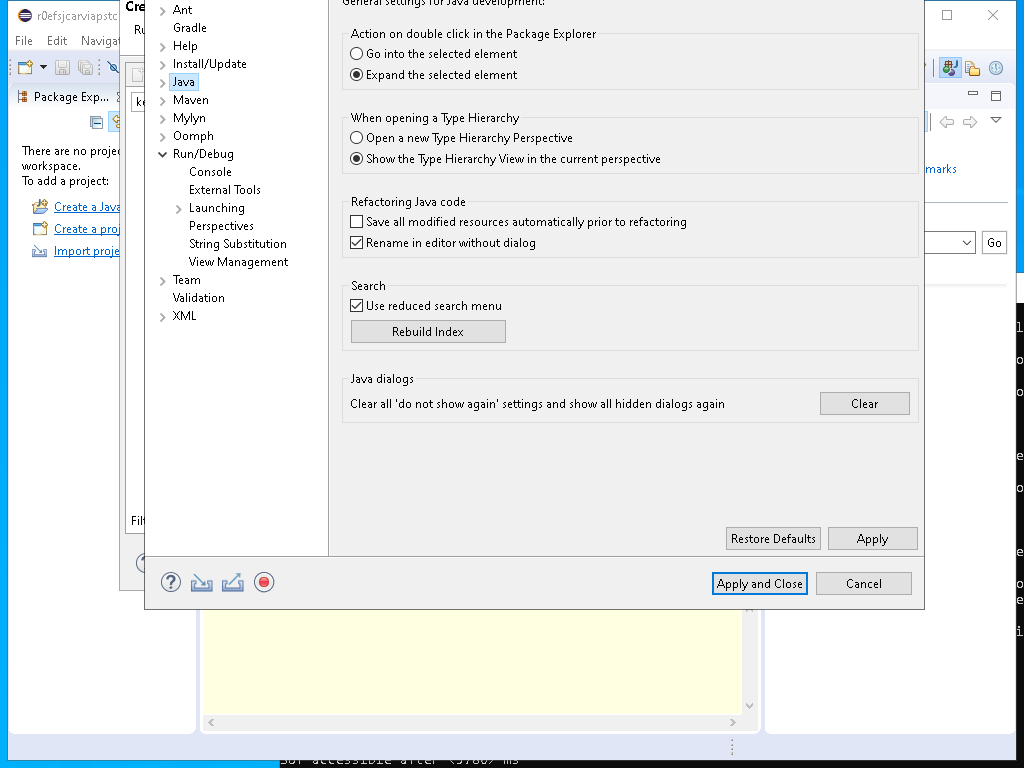 r0efsjcarviapstc
File Edit Navigat
Package Exp...
There are no projec
workspace.
To add a project:
Create a Java
Create a proj
Import proje
Cre
Ru
ke
Filt
Ant
Gradle
Help
Install/Update
Java
Maven
Mylyn
Oomph
Run/Debug
Console
External Tools
Launching
Perspectives
String Substitution
View Management
Team
Validation
XML
General settings for Java development:
Action on double click in the Package Explorer
Go into the selected element
Expand the selected element
When opening a Type Hierarchy
Open a new Type Hierarchy Perspective
Show the Type Hierarchy View in the current perspective
Refactoring Java code
Save all modified resources automatically prior to refactoring
Rename in editor without dialog
Search
Use reduced search menu
Rebuild Index
Java dialogs
Clear all 'do not show again' settings and show all hidden dialogs again
Clear
Restore Defaults Apply
Apply and Close Cancel
marks
Go